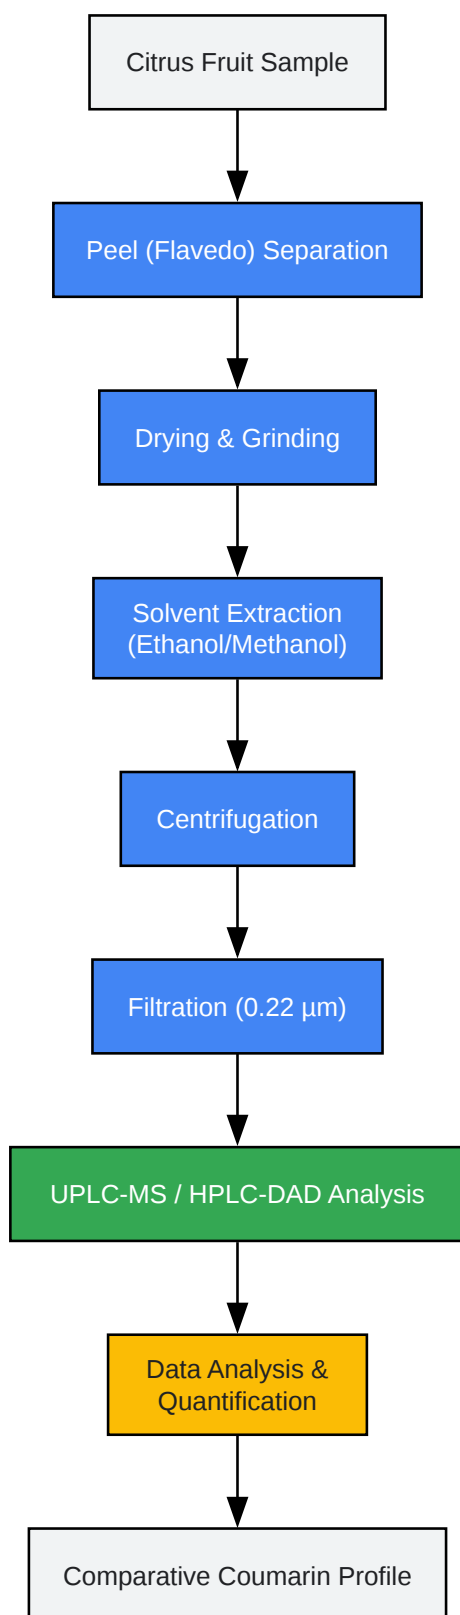 Citrus Fruit Sample
Peel (Flavedo) Separation
Drying & Grinding
Solvent Extraction
(Ethanol/Methanol)
Centrifugation
Filtration (0.22 µm)
UPLC-MS / HPLC-DAD Analysis
Data Analysis &
Quantification
Comparative Coumarin Profile